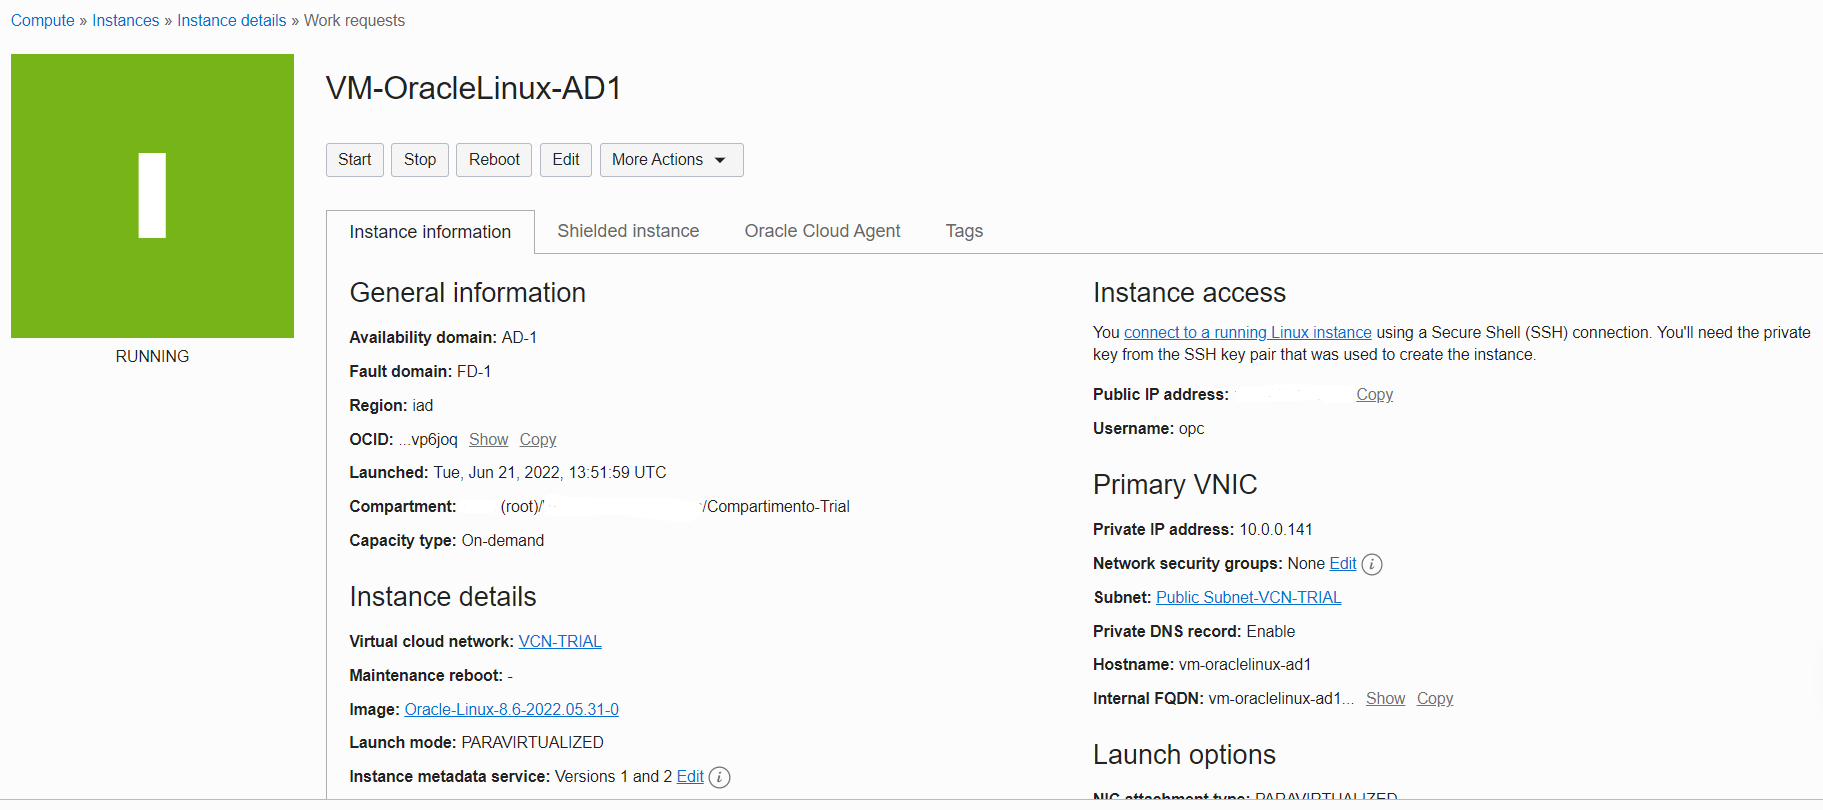 Compute » Instances » Instance details » Work requests
RUNNING
VM-OracleLinux-AD1
Start Stop Reboot Edit More Actions
Instance information Shielded instance Oracle Cloud Agent Tags
General information
Availability domain: AD-1
Fault domain: FD-1
Region: iad
OCID: ...vp6joq Show Copy
Launched: Tue, Jun 21, 2022, 13:51:59 UTC
Compartment: (root)/ /Compartimento-Trial
Capacity type: On-demand
Instance details
Virtual cloud network: VCN-TRIAL
Maintenance reboot: -
Image: Oracle-Linux-8.6-2022.05.31-0
Launch mode: PARAVIRTUALIZED
Instance metadata service: Versions 1 and 2 Edit i
Instance access
You connect to a running Linux instance using a Secure Shell (SSH) connection. You'll need the private
key from the SSH key pair that was used to create the instance.
Public IP address: Copy
Username: opc
Primary VNIC
Private IP address: 10.0.0.141
Network security groups: None Edit i
Subnet: Public Subnet-VCN-TRIAL
Private DNS record: Enable
Hostname: vm-oraclelinux-ad1
Internal FQDN: vm-oraclelinux-ad1... Show Copy
Launch options
NIC attachment type: PARAVIRTUALIZED